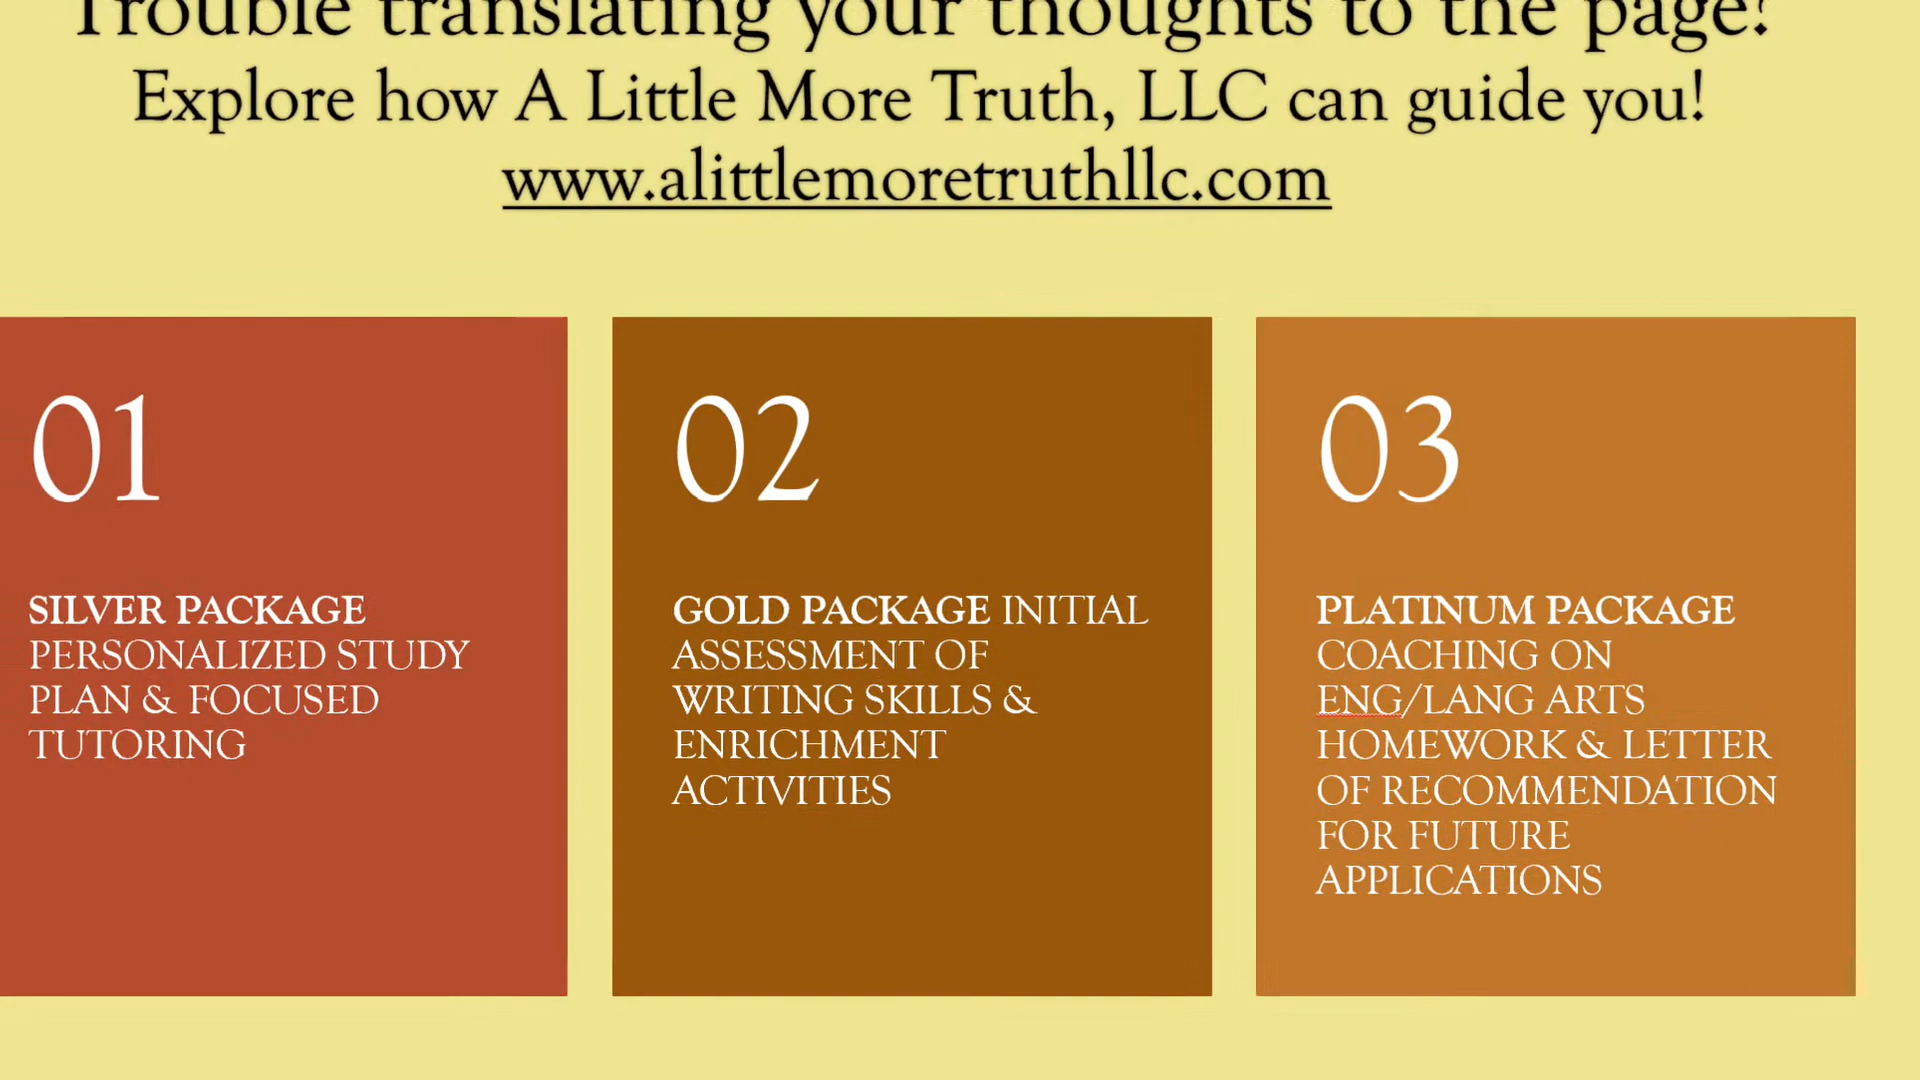 Trouble translating your thoughts to the page?
Explore how A Little More Truth, LLC can guide you!
www.alittlemoretruthllc.com
01
SILVER PACKAGE
PERSONALIZED STUDY
PLAN & FOCUSED
TUTORING
02
GOLD PACKAGE INITIAL
ASSESSMENT OF
WRITING SKILLS &
ENRICHMENT
ACTIVITIES
03
PLATINUM PACKAGE
COACHING ON
ENG/LANG ARTS
HOMEWORK & LETTER
OF RECOMMENDATION
FOR FUTURE
APPLICATIONS